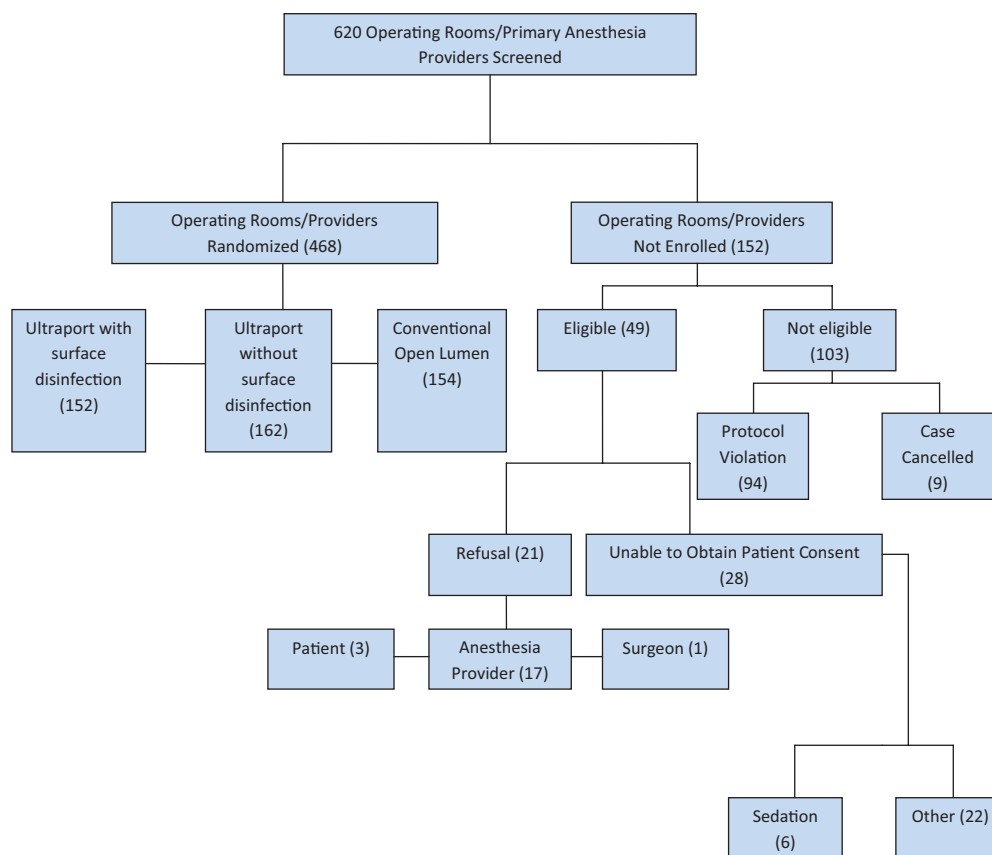 620 Operating Rooms/Primary Anesthesia
Providers Screened
Operating Rooms/Providers
Randomized (468)
Operating Rooms/Providers
Not Enrolled (152)
Ultraport with
surface
disinfection
(152)
Ultraport
without
surface
disinfection
(162)
Conventional
Open Lumen
(154)
Eligible (49)
Not eligible
(103)
Protocol
Violation
(94)
Case
Cancelled
(9)
Refusal (21)
Unable to Obtain Patient Consent
(28)
Patient (3)
Anesthesia
Provider (17)
Surgeon (1)
Sedation
(6)
Other (22)